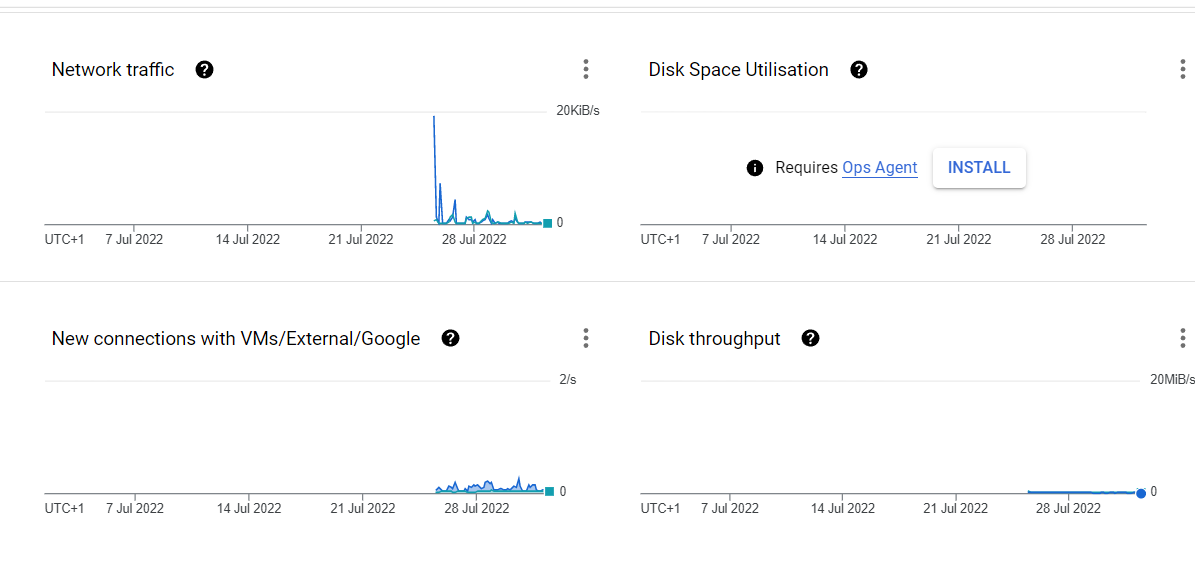 Network traffic
Disk Space Utilisation
20KiB/s
Requires Ops Agent INSTALL
0
UTC+1 7 Jul 2022 14 Jul 2022 21 Jul 2022 28 Jul 2022
UTC+1 7 Jul 2022 14 Jul 2022 21 Jul 2022 28 Jul 2022
New connections with VMs/External/Google
Disk throughput
2/s
20MiB/s
0
0
UTC+1 7 Jul 2022 14 Jul 2022 21 Jul 2022 28 Jul 2022
UTC+1 7 Jul 2022 14 Jul 2022 21 Jul 2022 28 Jul 2022